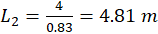 L₂ = 4/0.83 = 4.81 m